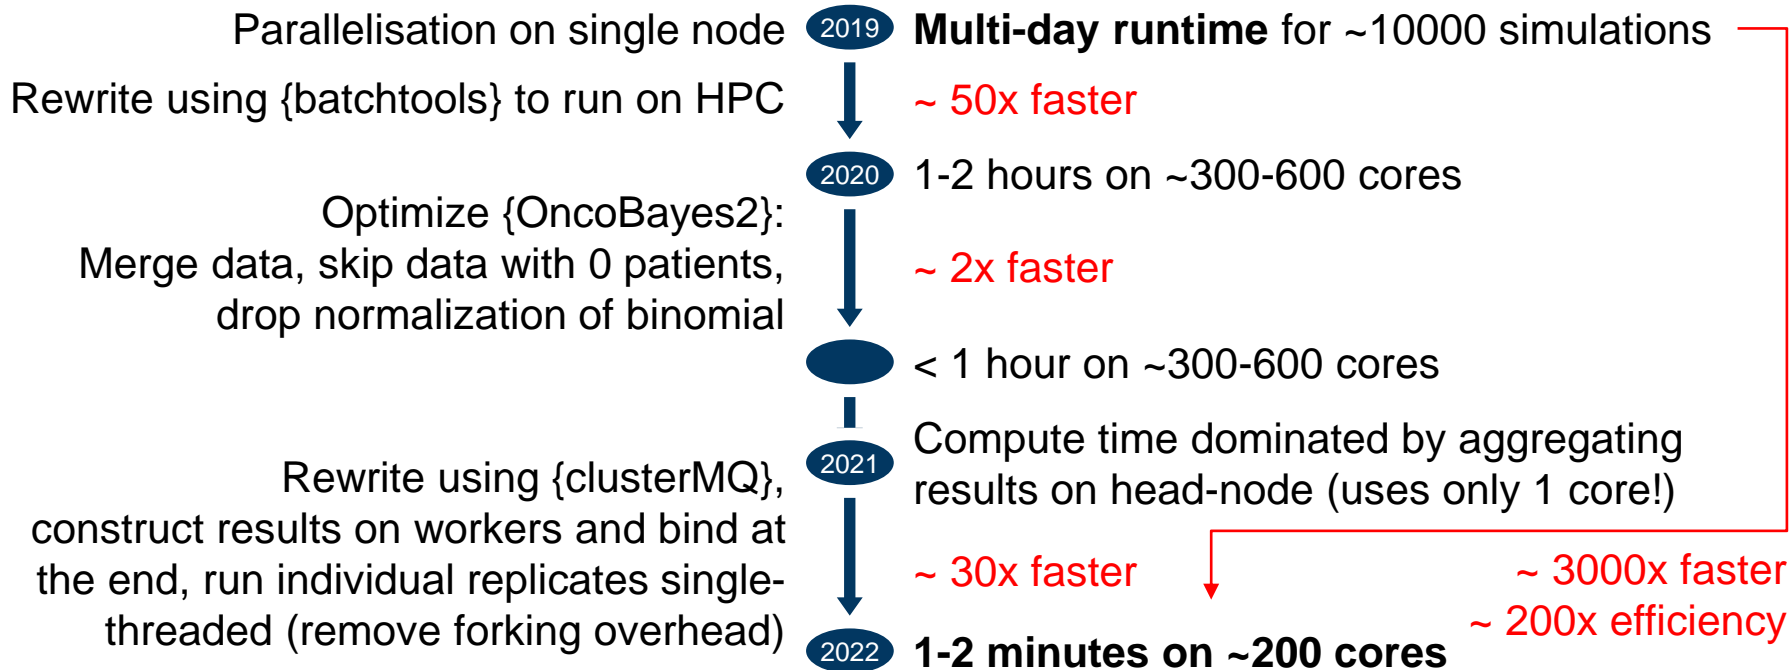 Parallelisation on single node 2019 Multi-day runtime for ~10000 simulations
Rewrite using {batchtools} to run on HPC ~ 50x faster
2020 1-2 hours on ~300-600 cores
Optimize {OncoBayes2}:
Merge data, skip data with 0 patients,
drop normalization of binomial
~ 2x faster
< 1 hour on ~300-600 cores
2021
Compute time dominated by aggregating
results on head-node (uses only 1 core!)
Rewrite using {clusterMQ},
construct results on workers and bind at
the end, run individual replicates single-
threaded (remove forking overhead)
~ 30x faster
~ 3000x faster
~ 200x efficiency
2022 1-2 minutes on ~200 cores